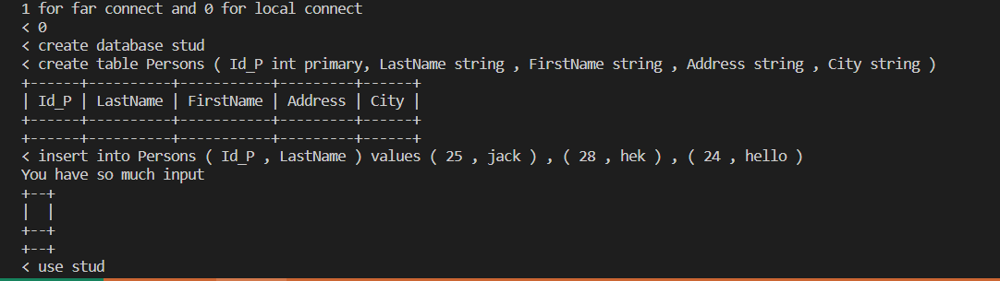 1 for far connect and 0 for local connect
< 0
< create database stud
< create table Persons ( Id_P int primary, LastName string , FirstName string , Address string , City string )
+------+----------+-----------+---------+------+
| Id_P | LastName | FirstName | Address | City |
+------+----------+-----------+---------+------+
+------+----------+-----------+---------+------+
< insert into Persons ( Id_P , LastName ) values ( 25 , jack ) , ( 28 , hek ) , ( 24 , hello )
You have so much input
+--+
|  |
+--+
+--+
< use stud